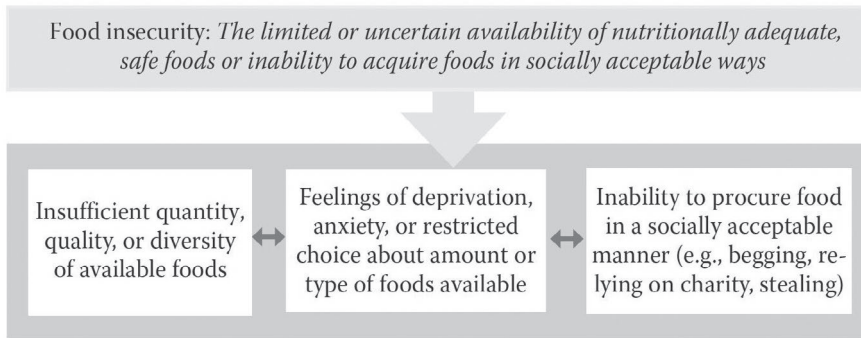 Food insecurity: The limited or uncertain availability of nutritionally adequate,
safe foods or inability to acquire foods in socially acceptable ways
Insufficient quantity,
quality, or diversity
of available foods
Feelings of deprivation,
anxiety, or restricted
choice about amount or
type of foods available
Inability to procure food
in a socially acceptable
manner (e.g., begging, re-
lying on charity, stealing)